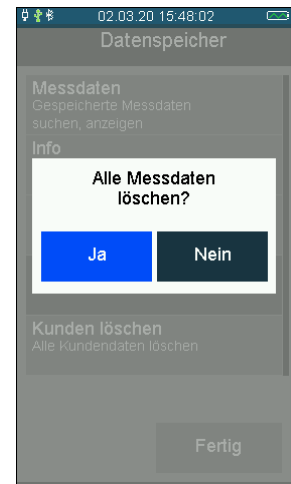 02.03.20 15:48:02
Datenspeicher
Messdaten
Gespeicherte Messdaten
suchen, anzeigen
Info
Alle Messdaten
löschen?
Ja
Nein
Kunden löschen
Alle Kundendaten löschen
Fertig